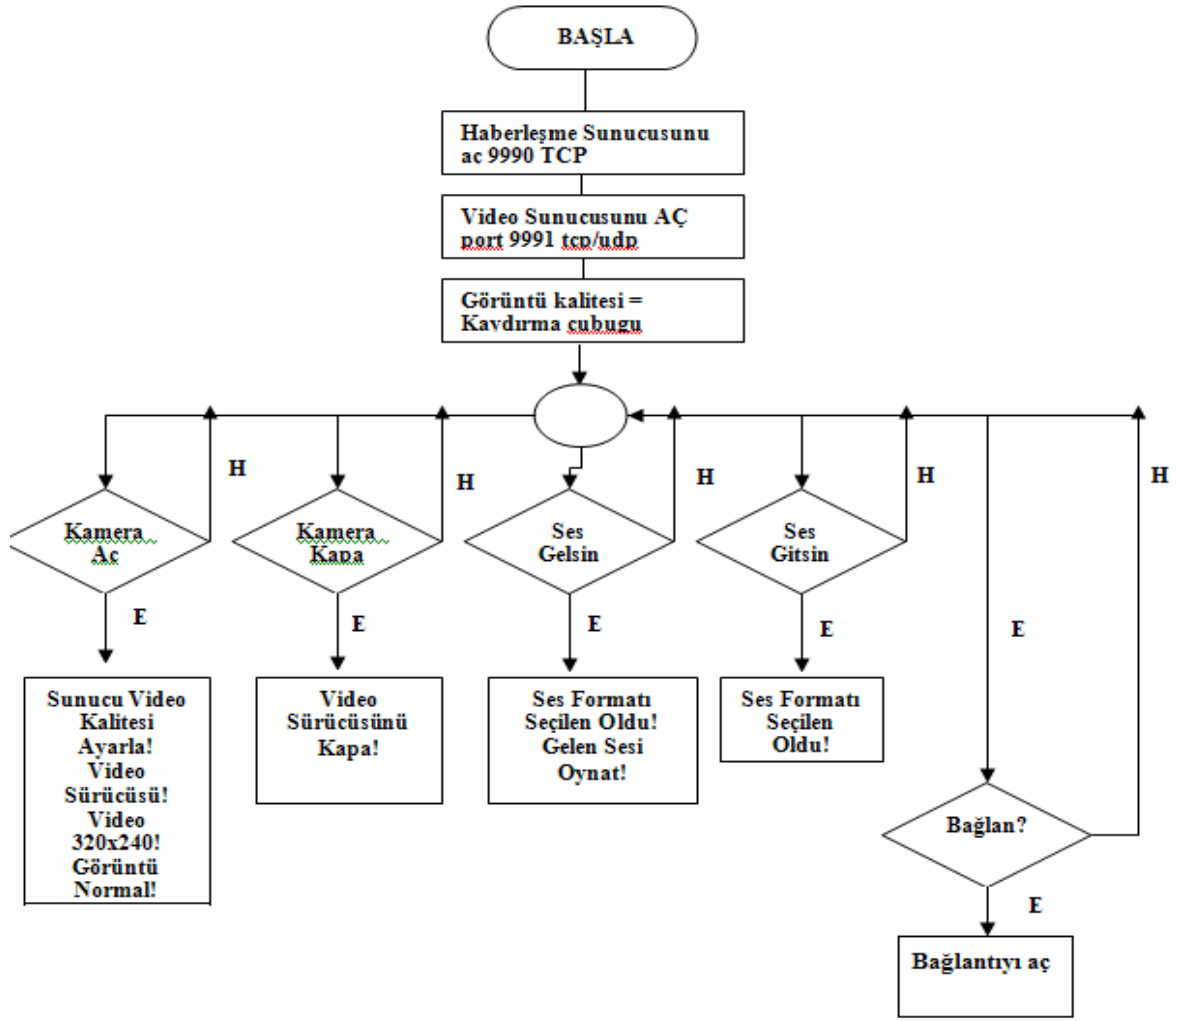 BAŞLA
Haberleşme Sunucusunu
ac 9990 TCP
Video Sunucusunu AÇ
port 9991 tcp/udp
Görüntü kalitesi =
Kaydırma cubugu
H
H
H
H
H
Kamera
Aç
Kamera
Kapa
Ses
Gelsin
Ses
Gitsin
E
E
E
E
E
Sunucu Video
Kalitesi
Ayarla!
Video
Sürücüsü!
Video
320x240!
Görüntü
Normal!
Video
Sürücüsünü
Kapa!
Ses Formatı
Seçilen Oldu!
Gelen Sesi
Oynat!
Ses Formatı
Seçilen
Oldu!
Bağlan?
E
Bağlantıyı aç